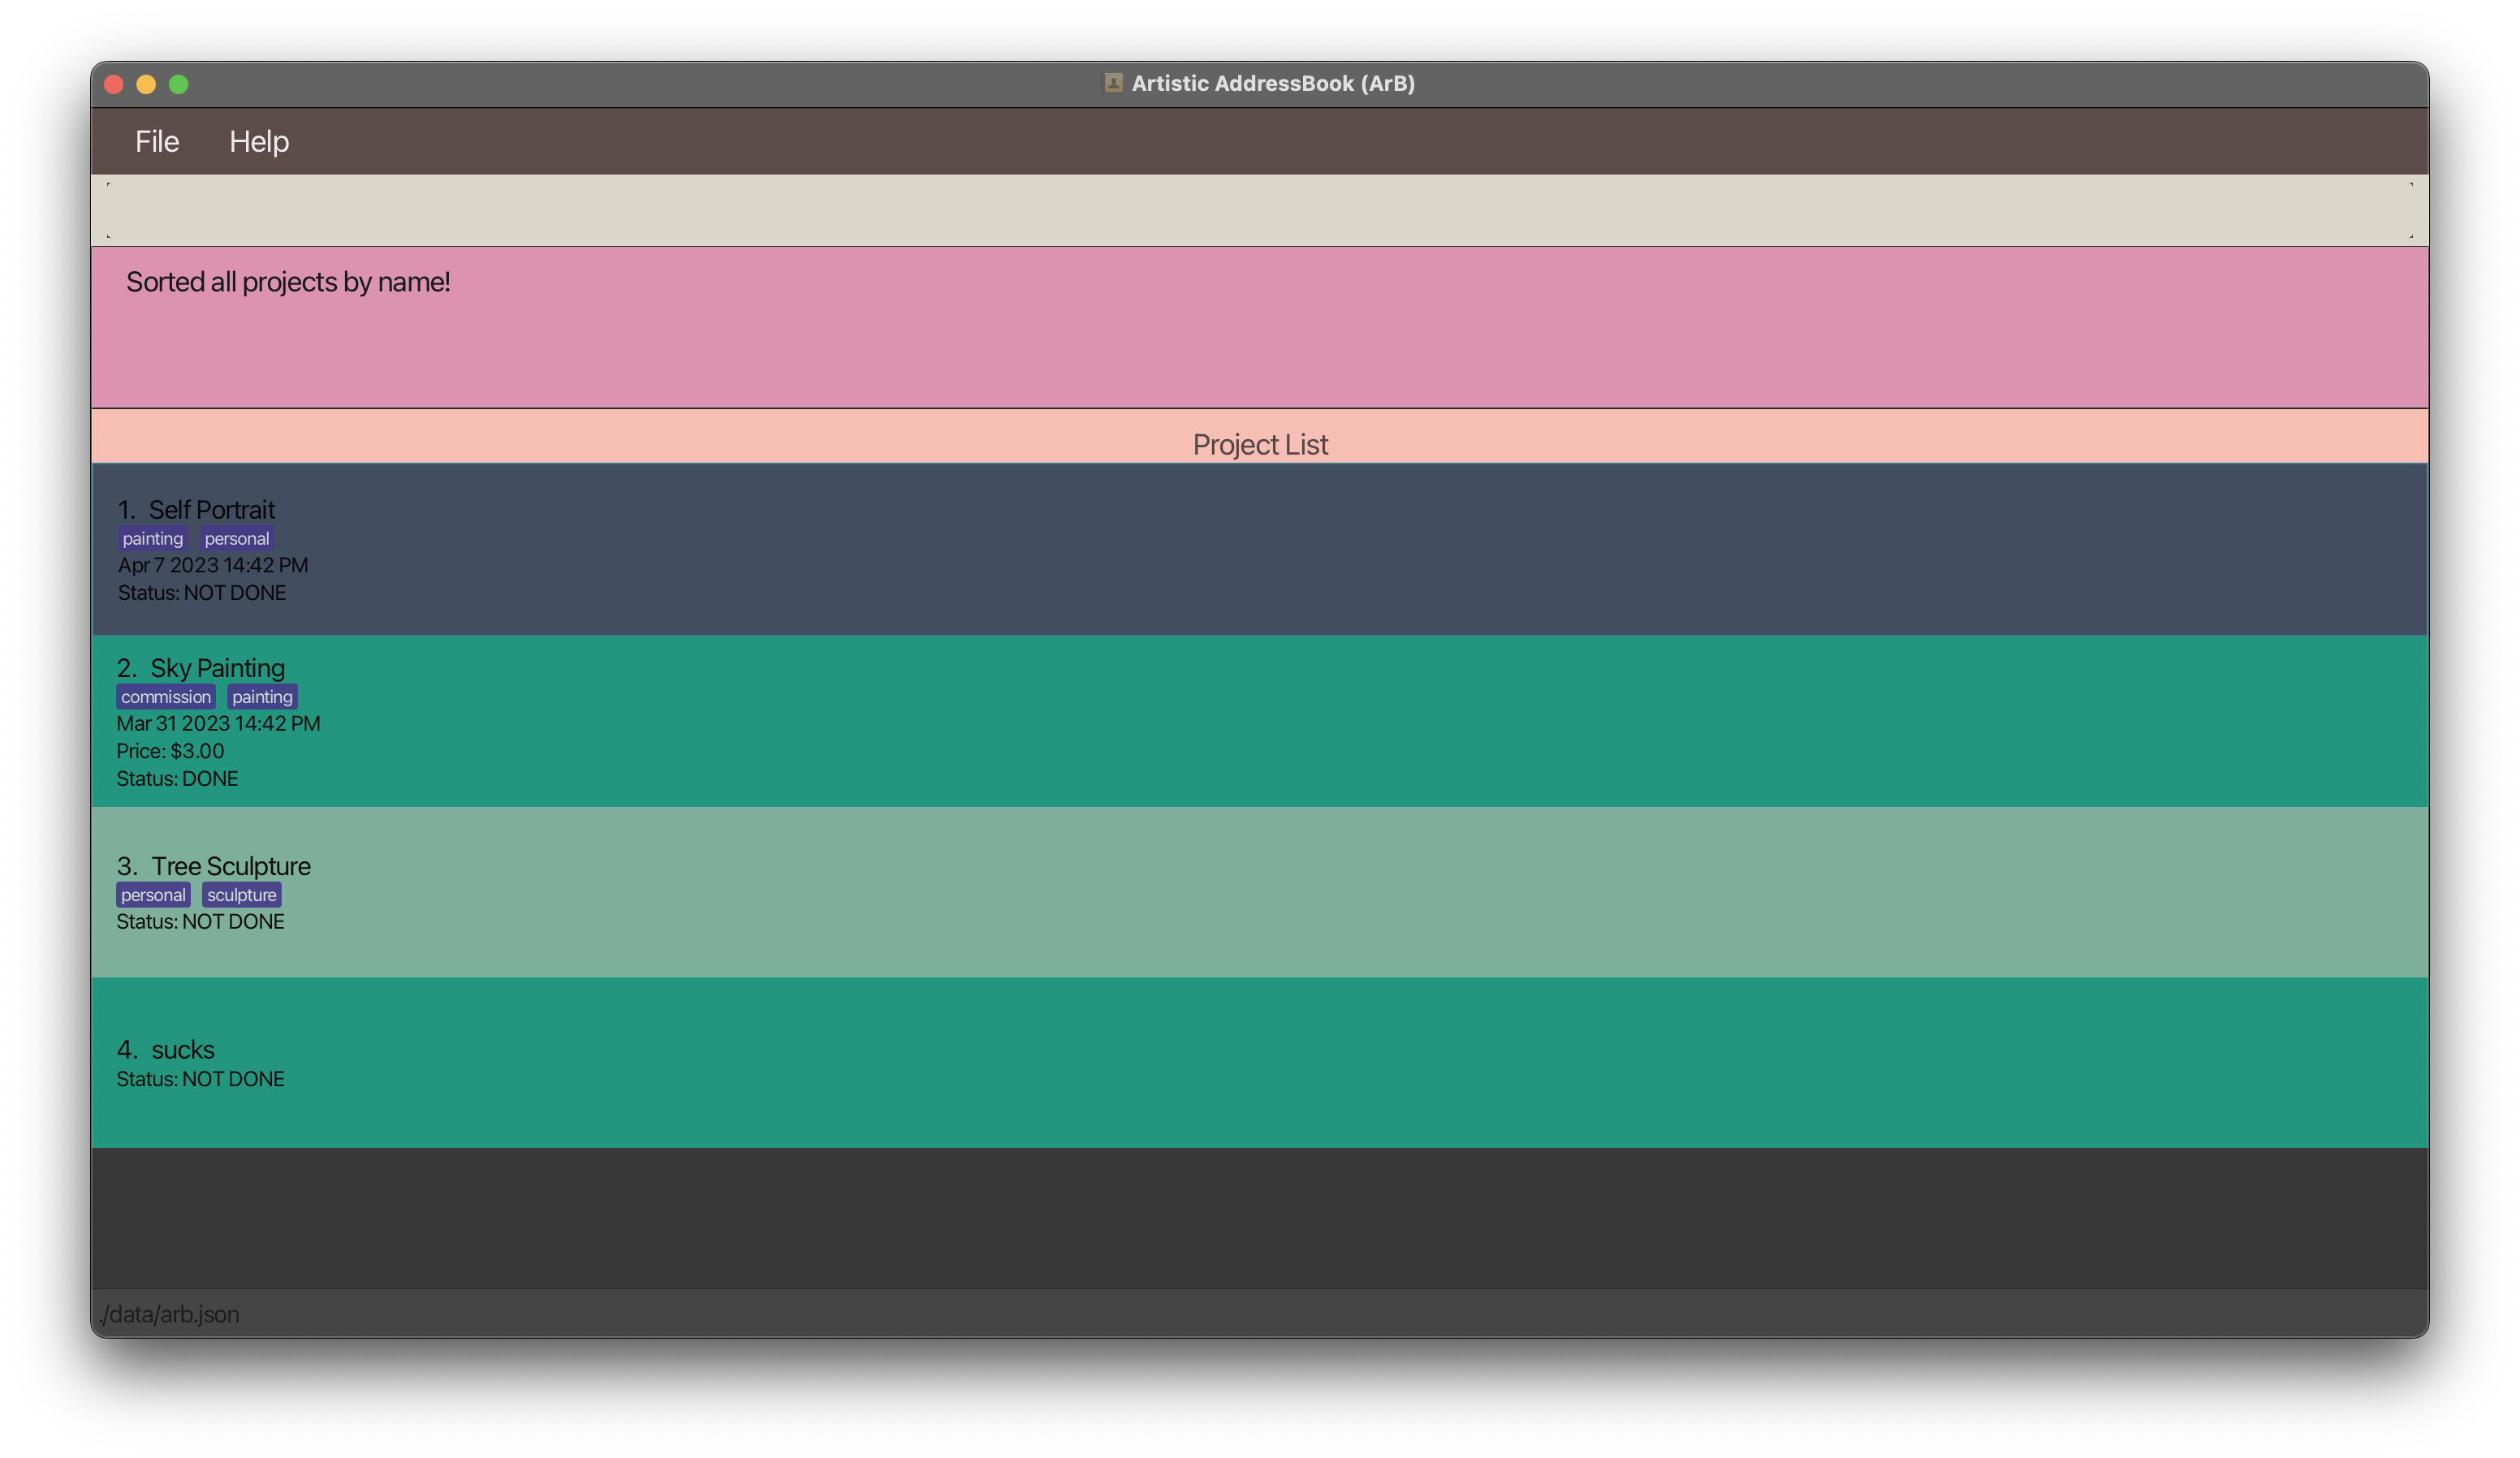 Artistic AddressBook (ArB)
File Help
Sorted all projects by name!
Project List
1. Self Portrait
painting personal
Apr 7 2023 14:42 PM
Status: NOT DONE
2. Sky Painting
commission painting
Mar 31 2023 14:42 PM
Price: $3.00
Status: DONE
3. Tree Sculpture
personal sculpture
Status: NOT DONE
4. sucks
Status: NOT DONE
./data/arb.json